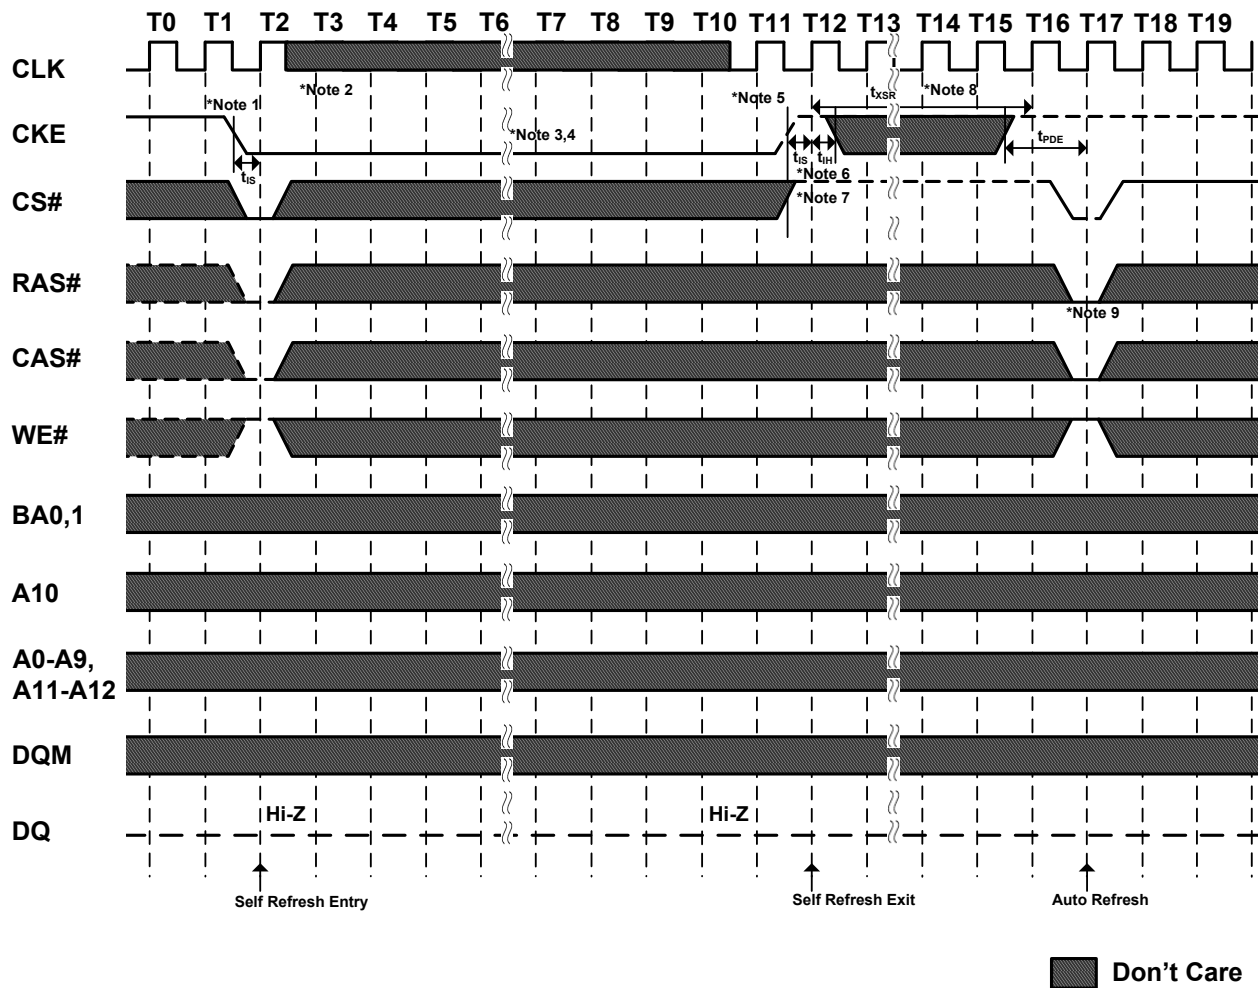 T0 T1 T2 T3 T4 T5 T6 T7 T8 T9 T10 T11 T12 T13 T14 T15 T16 T17 T18 T19
CLK
*Note 1 *Note 2 *Note 5 tXSR *Note 8
CKE *Note 3,4 tPDE
tIS tIS tIH
*Note 6
CS# *Note 7
RAS#
*Note 9
CAS#
WE#
BA0,1
A10
A0-A9,
A11-A12
DQM
Hi-Z Hi-Z
DQ
Self Refresh Entry Self Refresh Exit Auto Refresh
Don't Care